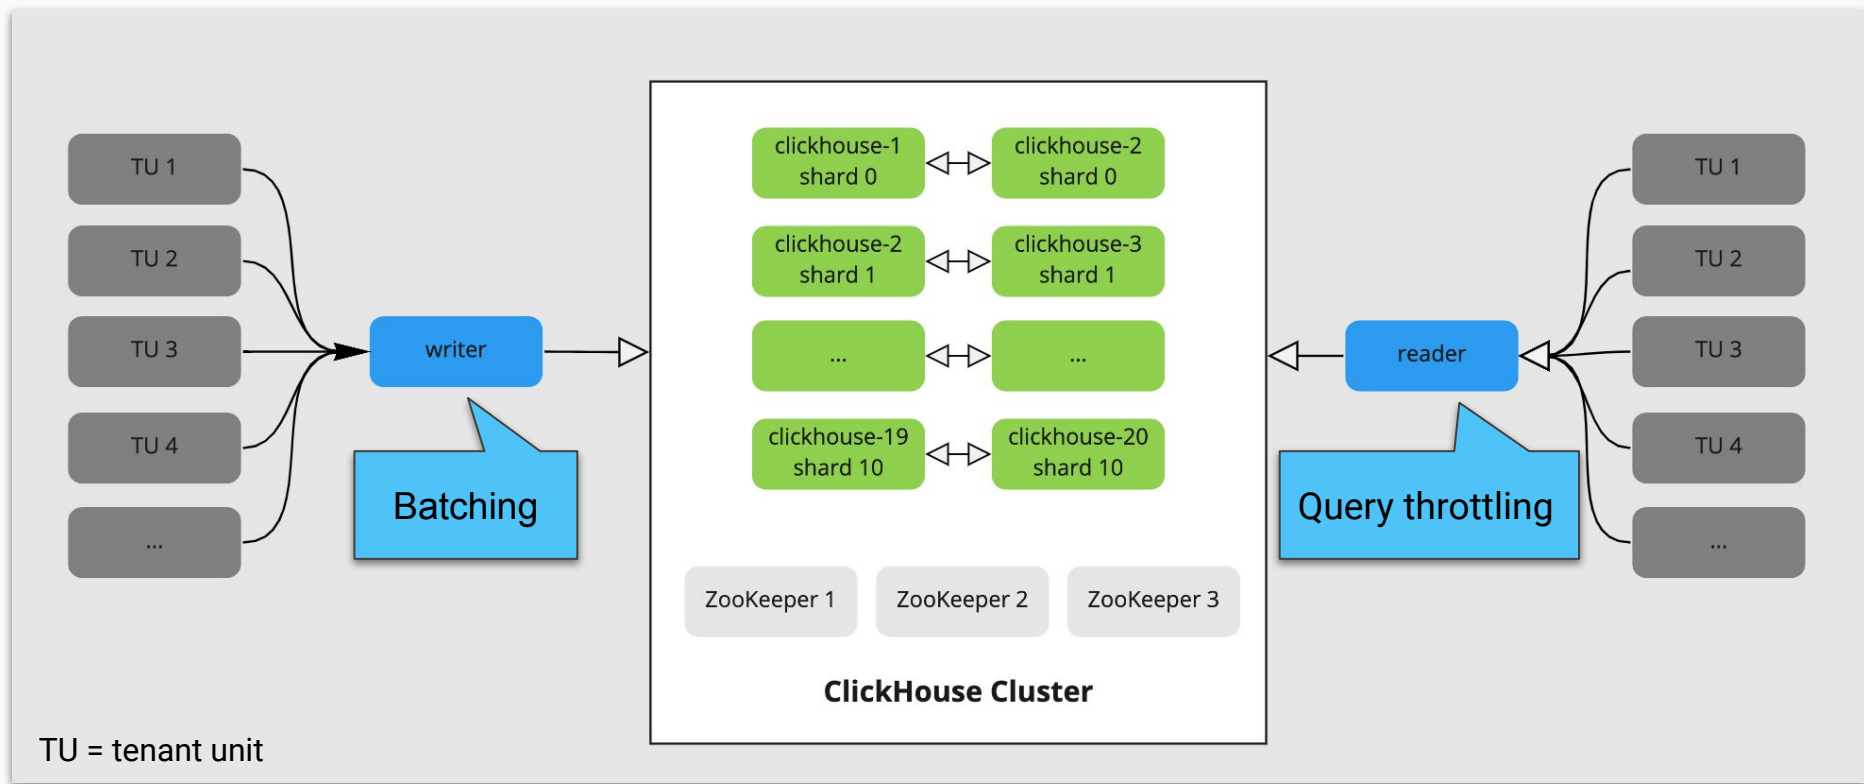 TU 1
TU 2
TU 3
TU 4
...
writer
Batching
clickhouse-1
shard 0
clickhouse-2
shard 0
clickhouse-2
shard 1
clickhouse-3
shard 1
...
...
clickhouse-19
shard 10
clickhouse-20
shard 10
ZooKeeper 1
ZooKeeper 2
ZooKeeper 3
ClickHouse Cluster
reader
Query throttling
TU 1
TU 2
TU 3
TU 4
...
TU = tenant unit